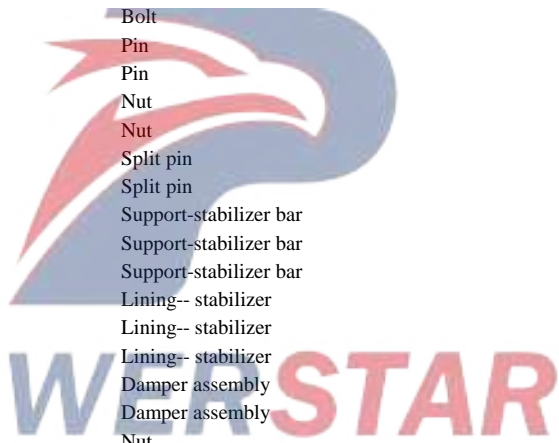 Bolt
Pin
Pin
Nut
Nut
Split pin
Split pin
Support-stabilizer bar
Support-stabilizer bar
Support-stabilizer bar
Lining-- stabilizer
Lining-- stabilizer
Lining-- stabilizer
Damper assembly
Damper assembly
Nut
WERSTAR